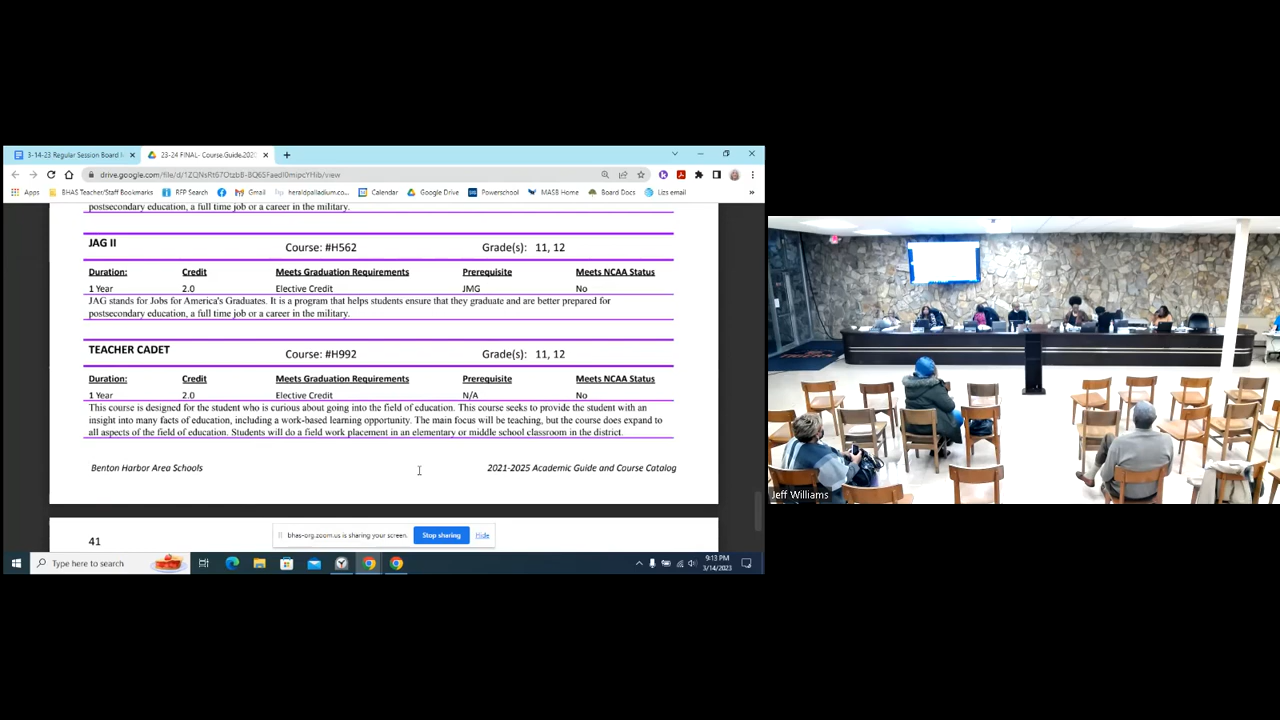 3-14-23 Regular Session Board
23-24 FINAL- Course.Guide.202
drive.google.com/file/d/1ZQNsRt67OtzbB-8Q65Faedl0mipcYHib/view
Apps BHAS Teacher/Staff Bookmarks RFP Search Gmail heraldpalladium.co... Calendar Google Drive Powerschool MASB Home Board Docs Lizs email »
postsecondary education, a full time job or a career in the military.
JAG II Course: #H562 Grade(s): 11, 12
Duration: Credit Meets Graduation Requirements Prerequisite Meets NCAA Status
1 Year 2.0 Elective Credit JMG No
JAG stands for Jobs for America's Graduates. It is a program that helps students ensure that they graduate and are better prepared for
postsecondary education, a full time job or a career in the military.
TEACHER CADET Course: #H992 Grade(s): 11, 12
Duration: Credit Meets Graduation Requirements Prerequisite Meets NCAA Status
1 Year 2.0 Elective Credit N/A No
This course is designed for the student who is curious about going into the field of education. This course seeks to provide the student with an
insight into many facts of education, including a work-based learning opportunity. The main focus will be teaching, but the course does expand to
all aspects of the field of education. Students will do a field work placement in an elementary or middle school classroom in the district.
Benton Harbor Area Schools 2021-2025 Academic Guide and Course Catalog
41
bhas-org.zoom.us is sharing your screen. Stop sharing Hide
Type here to search
9:13 PM
3/14/2023
Jeff Williams